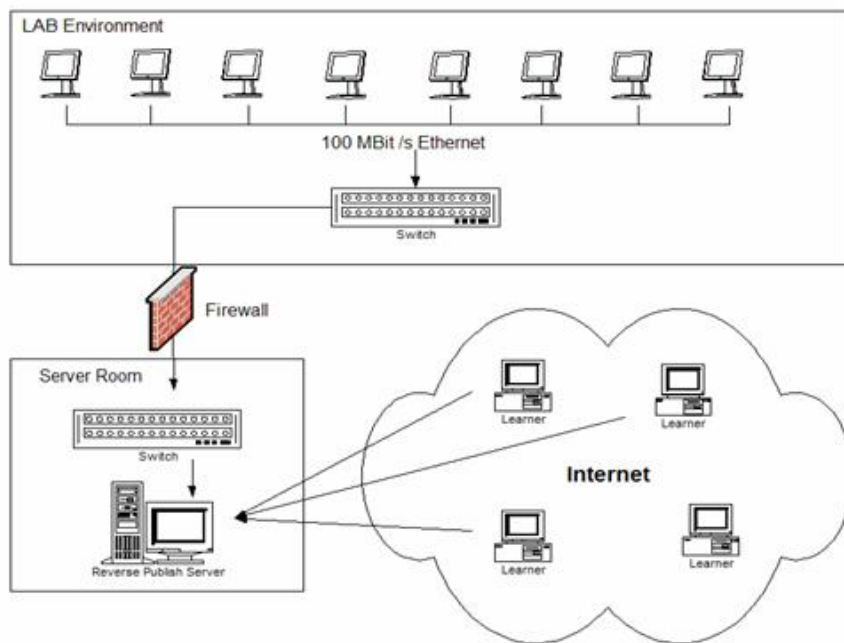 LAB Environment
100 MBit /s Ethernet
Switch
Firewall
Server Room
Switch
Reverse Publish Server
Learner
Learner
Internet
Learner
Learner